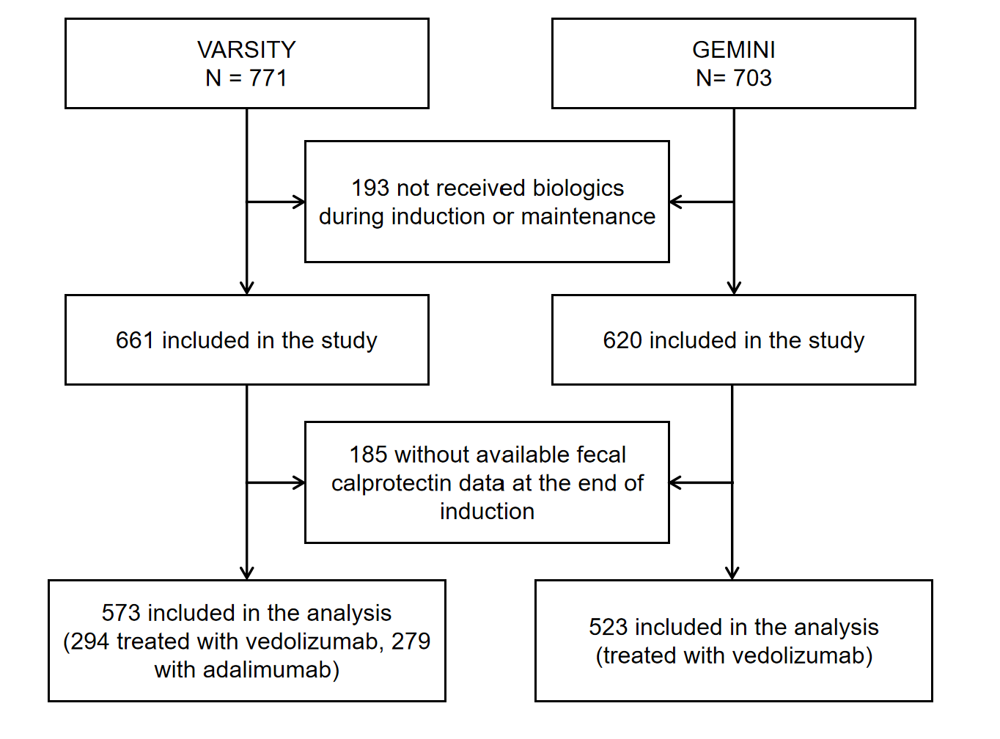 VARSITY
N = 771
GEMINI
N= 703
193 not received biologics
during induction or maintenance
661 included in the study
620 included in the study
185 without available fecal
calprotectin data at the end of
induction
573 included in the analysis
(294 treated with vedolizumab, 279
with adalimumab)
523 included in the analysis
(treated with vedolizumab)